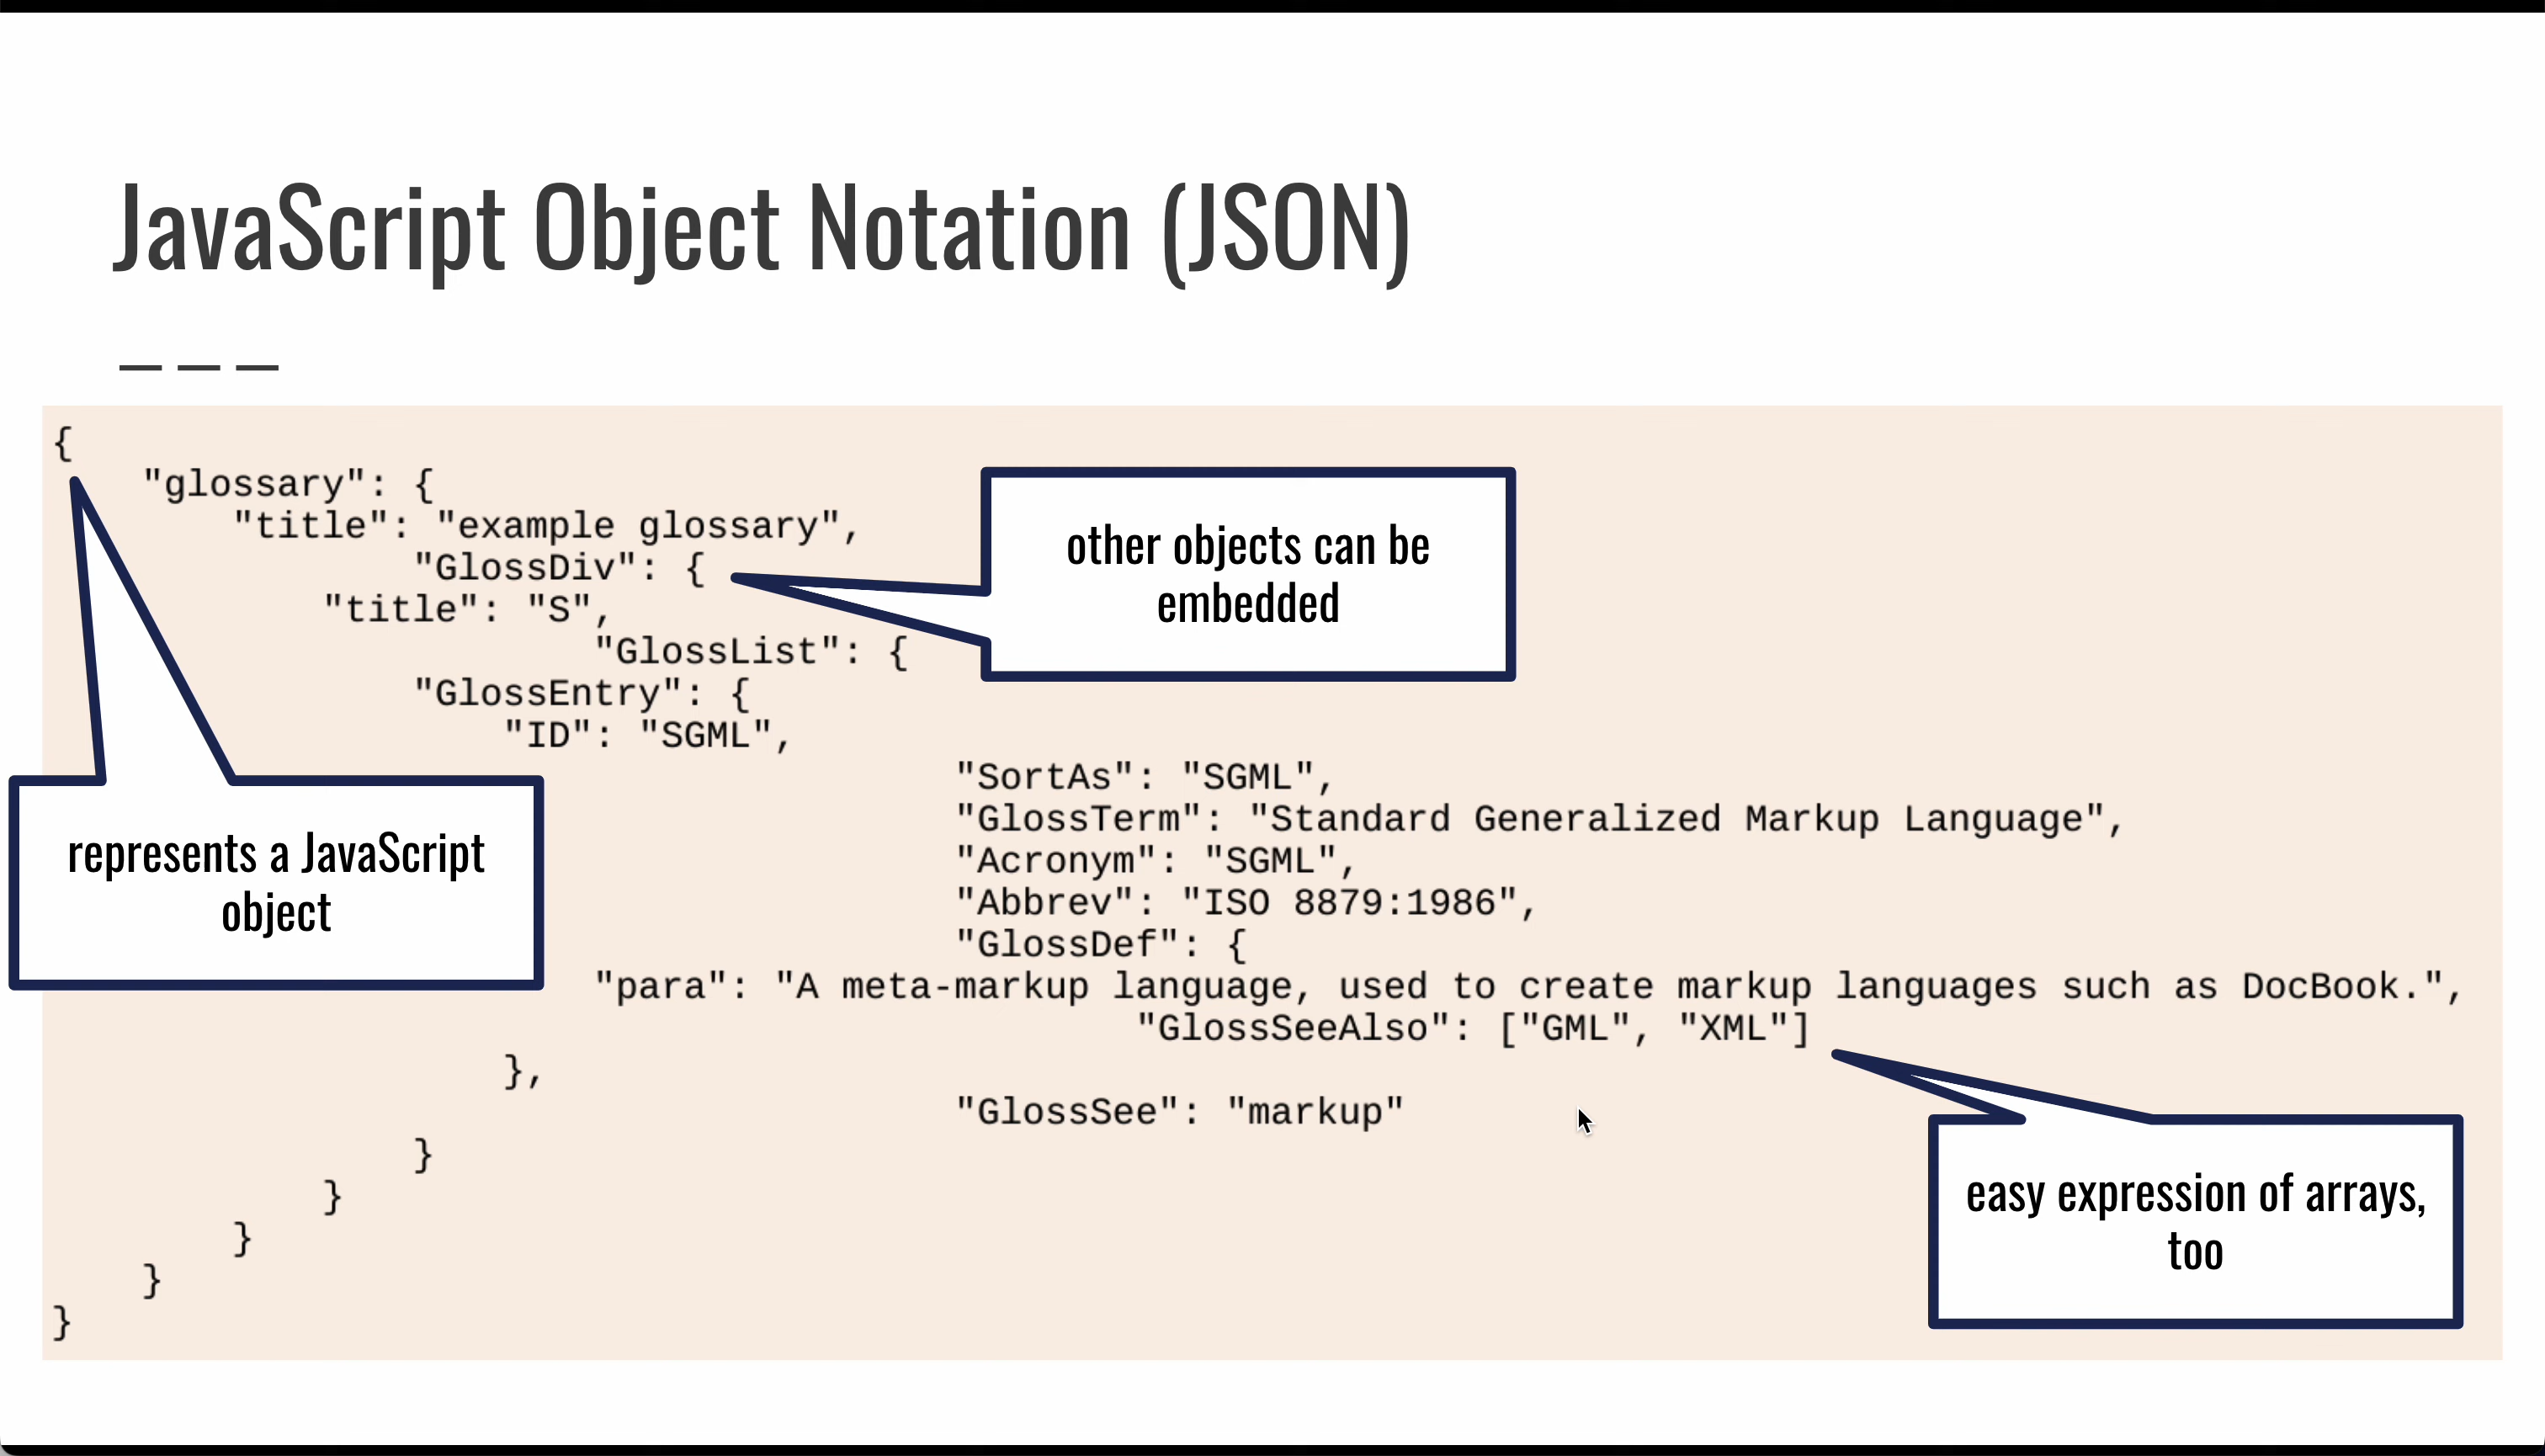 JavaScript Object Notation (JSON)
{
"glossary": {
"title": "example glossary",
"GlossDiv": {
"title": "S",
"GlossList": {
"GlossEntry": {
"ID": "SGML",
"SortAs": "SGML",
"GlossTerm": "Standard Generalized Markup Language",
"Acronym": "SGML",
"Abbrev": "ISO 8879:1986",
"GlossDef": {
"para": "A meta-markup language, used to create markup languages such as DocBook.",
"GlossSeeAlso": ["GML", "XML"]
},
"GlossSee": "markup"
}
}
}
}
}
other objects can be
embedded
represents a JavaScript
object
easy expression of arrays,
too